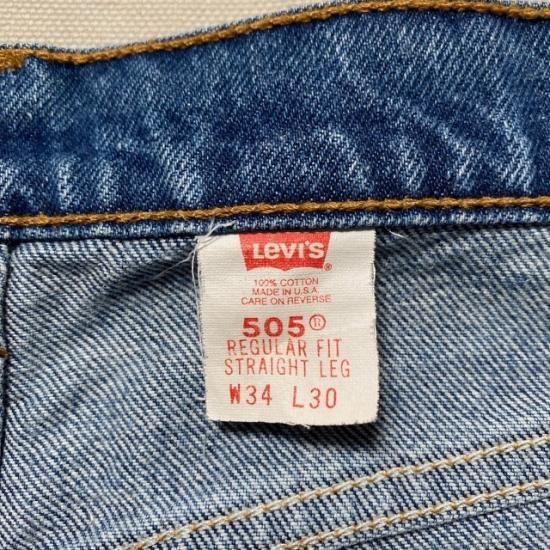 LEVI'S ®
100% COTTON
MADE IN U.S.A.
CARE ON REVERSE
505®
REGULAR FIT
STRAIGHT LEG
W34 L30